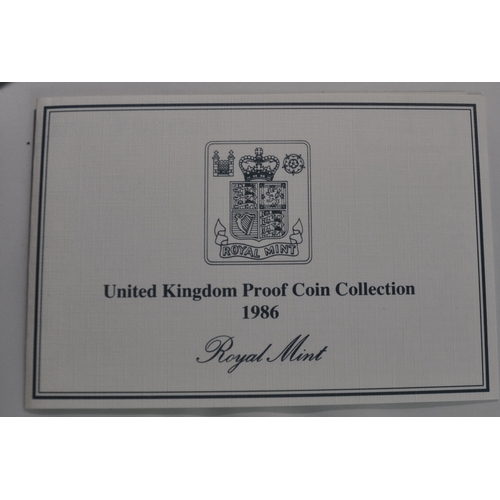 ROYAL MINT
United Kingdom Proof Coin Collection
1986
Royal Mint